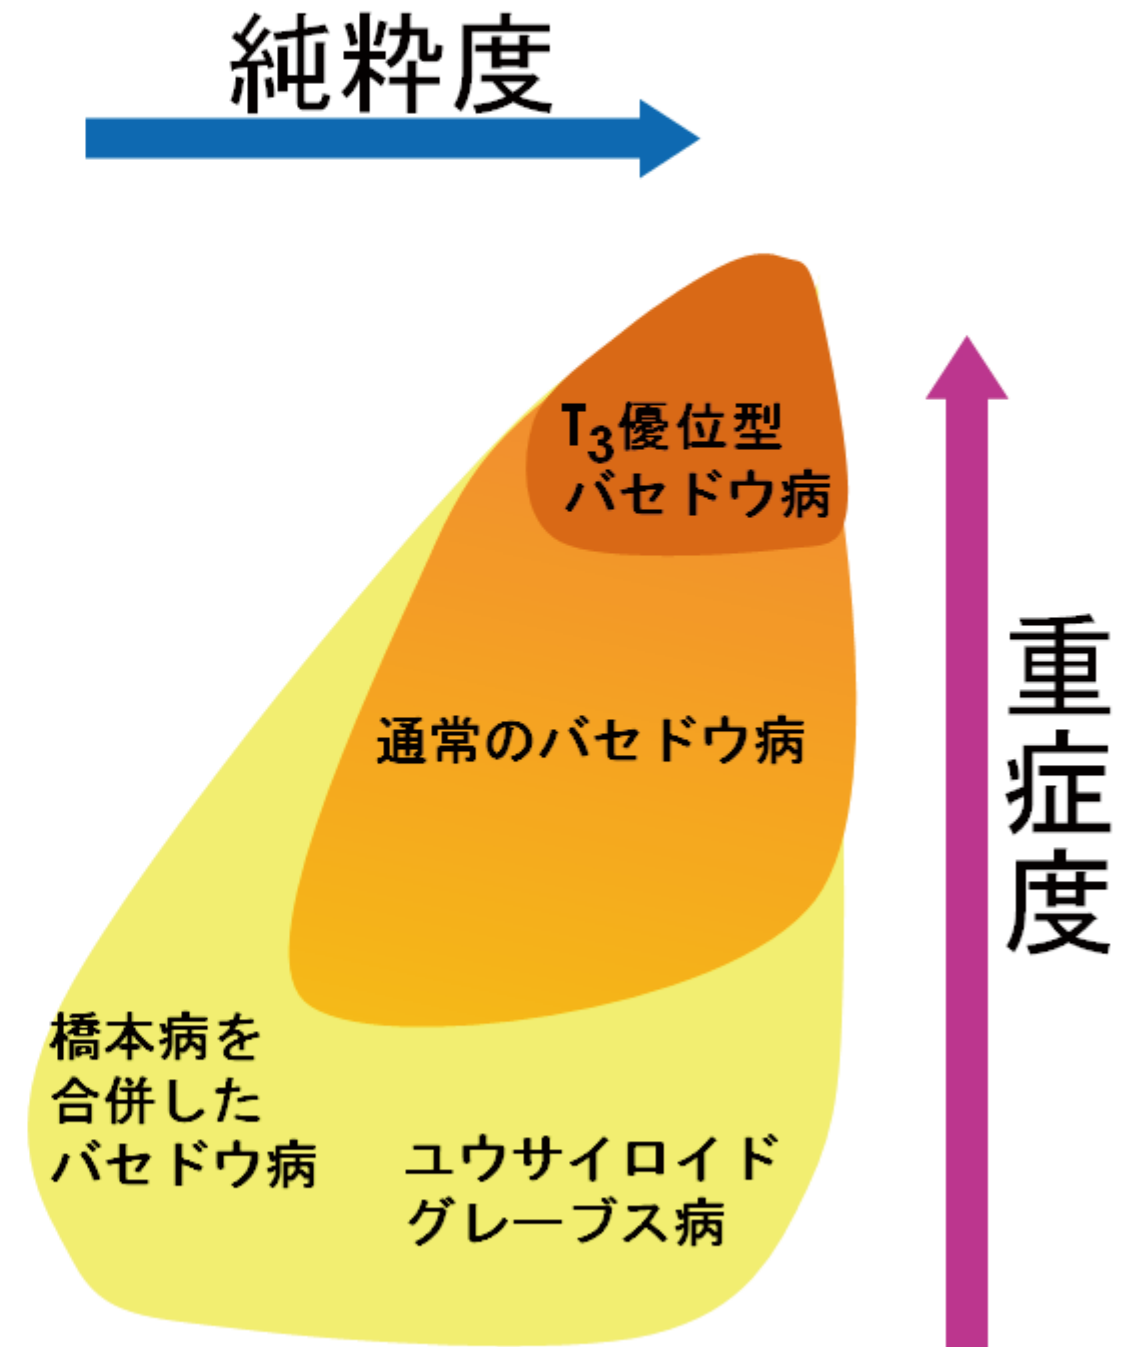 純粋度
T₃優位型
バセドウ病
重症度
通常のバセドウ病
橋本病を
合併した
バセドウ病
ユウサイロイド
グレーブス病